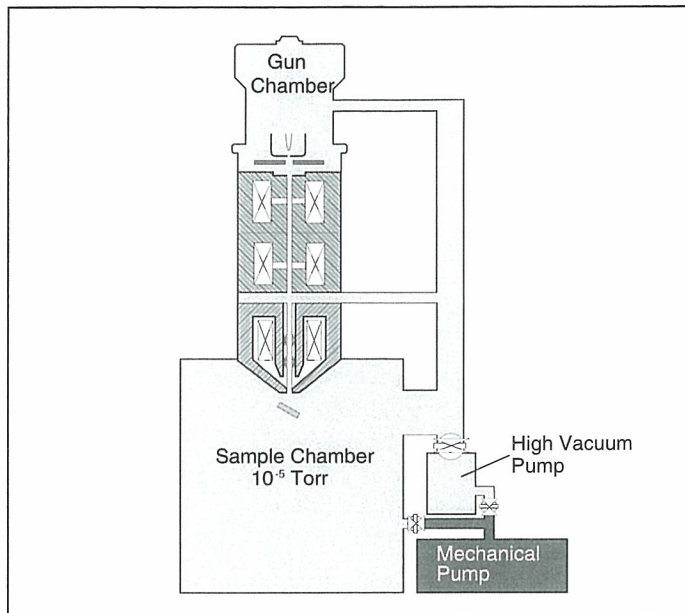 Gun
Chamber
Sample Chamber
10⁻⁵ Torr
High Vacuum
Pump
Mechanical
Pump